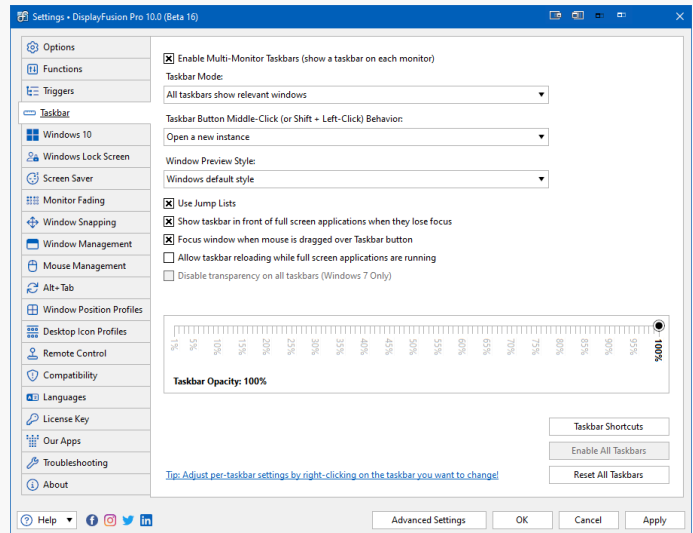 Settings • DisplayFusion Pro 10.0 (Beta 16)
Options
Functions
Triggers
Taskbar
Windows 10
Windows Lock Screen
Screen Saver
Monitor Fading
Window Snapping
Window Management
Mouse Management
Alt+Tab
Window Position Profiles
Desktop Icon Profiles
Remote Control
Compatibility
Languages
License Key
Our Apps
Troubleshooting
About
Enable Multi-Monitor Taskbars (show a taskbar on each monitor)
Taskbar Mode:
All taskbars show relevant windows
Taskbar Button Middle-Click (or Shift + Left-Click) Behavior:
Open a new instance
Window Preview Style:
Windows default style
Use Jump Lists
Show taskbar in front of full screen applications when they lose focus
Focus window when mouse is dragged over Taskbar button
Allow taskbar reloading while full screen applications are running
Disable transparency on all taskbars (Windows 7 Only)
1% 5% 10% 15% 20% 25% 30% 35% 40% 45% 50% 55% 60% 65% 70% 75% 80% 85% 90% 95% 100%
Taskbar Opacity: 100%
Taskbar Shortcuts
Enable All Taskbars
Tip: Adjust per-taskbar settings by right-clicking on the taskbar you want to change!
Reset All Taskbars
Help
Advanced Settings
OK
Cancel
Apply